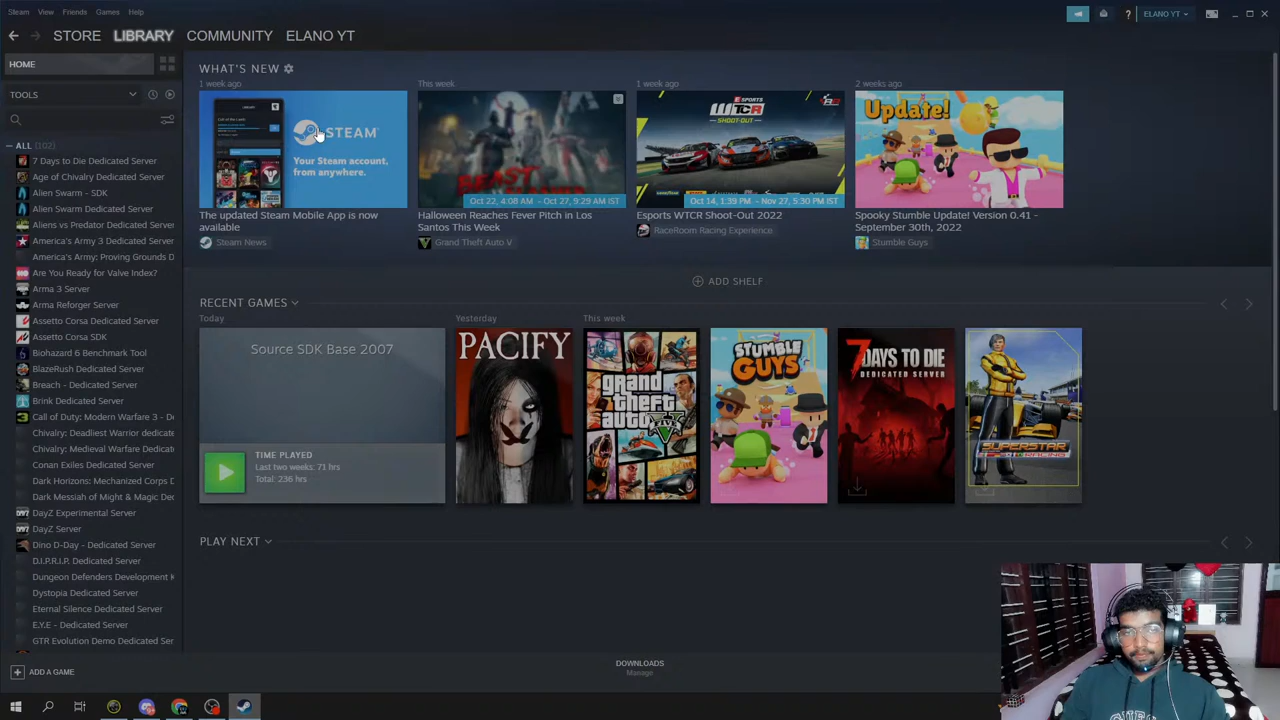 Steam View Friends Games Help
? ELANO YT
STORE LIBRARY COMMUNITY ELANO YT
HOME
TOOLS
ALL (102)
7 Days to Die Dedicated Server
Age of Chivalry Dedicated Server
Alien Swarm - SDK
Alien Swarm Dedicated Server
Aliens vs Predator Dedicated Server
America's Army 3 Dedicated Server
America's Army: Proving Grounds D
Are You Ready for Valve Index?
Arma 3 Server
Arma Reforger Server
Assetto Corsa Dedicated Server
Assetto Corsa SDK
Biohazard 6 Benchmark Tool
BlazeRush Dedicated Server
Breach - Dedicated Server
Brink Dedicated Server
Call of Duty: Modern Warfare 3 - De
Chivalry: Deadliest Warrior dedicate
Chivalry: Medieval Warfare Dedicate
Conan Exiles Dedicated Server
Dark Horizons: Mechanized Corps D
Dark Messiah of Might & Magic Dec
DayZ Experimental Server
DayZ Server
Dino D-Day - Dedicated Server
D.I.P.R.I.P. Dedicated Server
Dungeon Defenders Development K
Dystopia Dedicated Server
Eternal Silence Dedicated Server
E.Y.E - Dedicated Server
GTR Evolution Demo Dedicated Ser
ADD A GAME
WHAT'S NEW
1 week ago
STEAM
Your Steam account,
from anywhere.
The updated Steam Mobile App is now
available
Steam News
This week
Oct 22, 4:08 AM - Oct 27, 9:29 AM IST
Halloween Reaches Fever Pitch in Los
Santos This Week
Grand Theft Auto V
1 week ago
ESPORTS
WTCR
SHOOT-OUT
Oct 14, 1:39 PM - Nov 27, 5:30 PM IST
Esports WTCR Shoot-Out 2022
RaceRoom Racing Experience
2 weeks ago
Update!
Spooky Stumble Update! Version 0.41 -
September 30th, 2022
Stumble Guys
ADD SHELF
RECENT GAMES
Today
Source SDK Base 2007
TIME PLAYED
Last two weeks: 71 hrs
Total: 236 hrs
Yesterday
PACIFY
This week
grand
theft
auto
FIVE
STUMBLE
GUYS
7 DAYS TO DIE
DEDICATED SERVER
SUPERSTAR
RACING
PLAY NEXT
DOWNLOADS
Manage